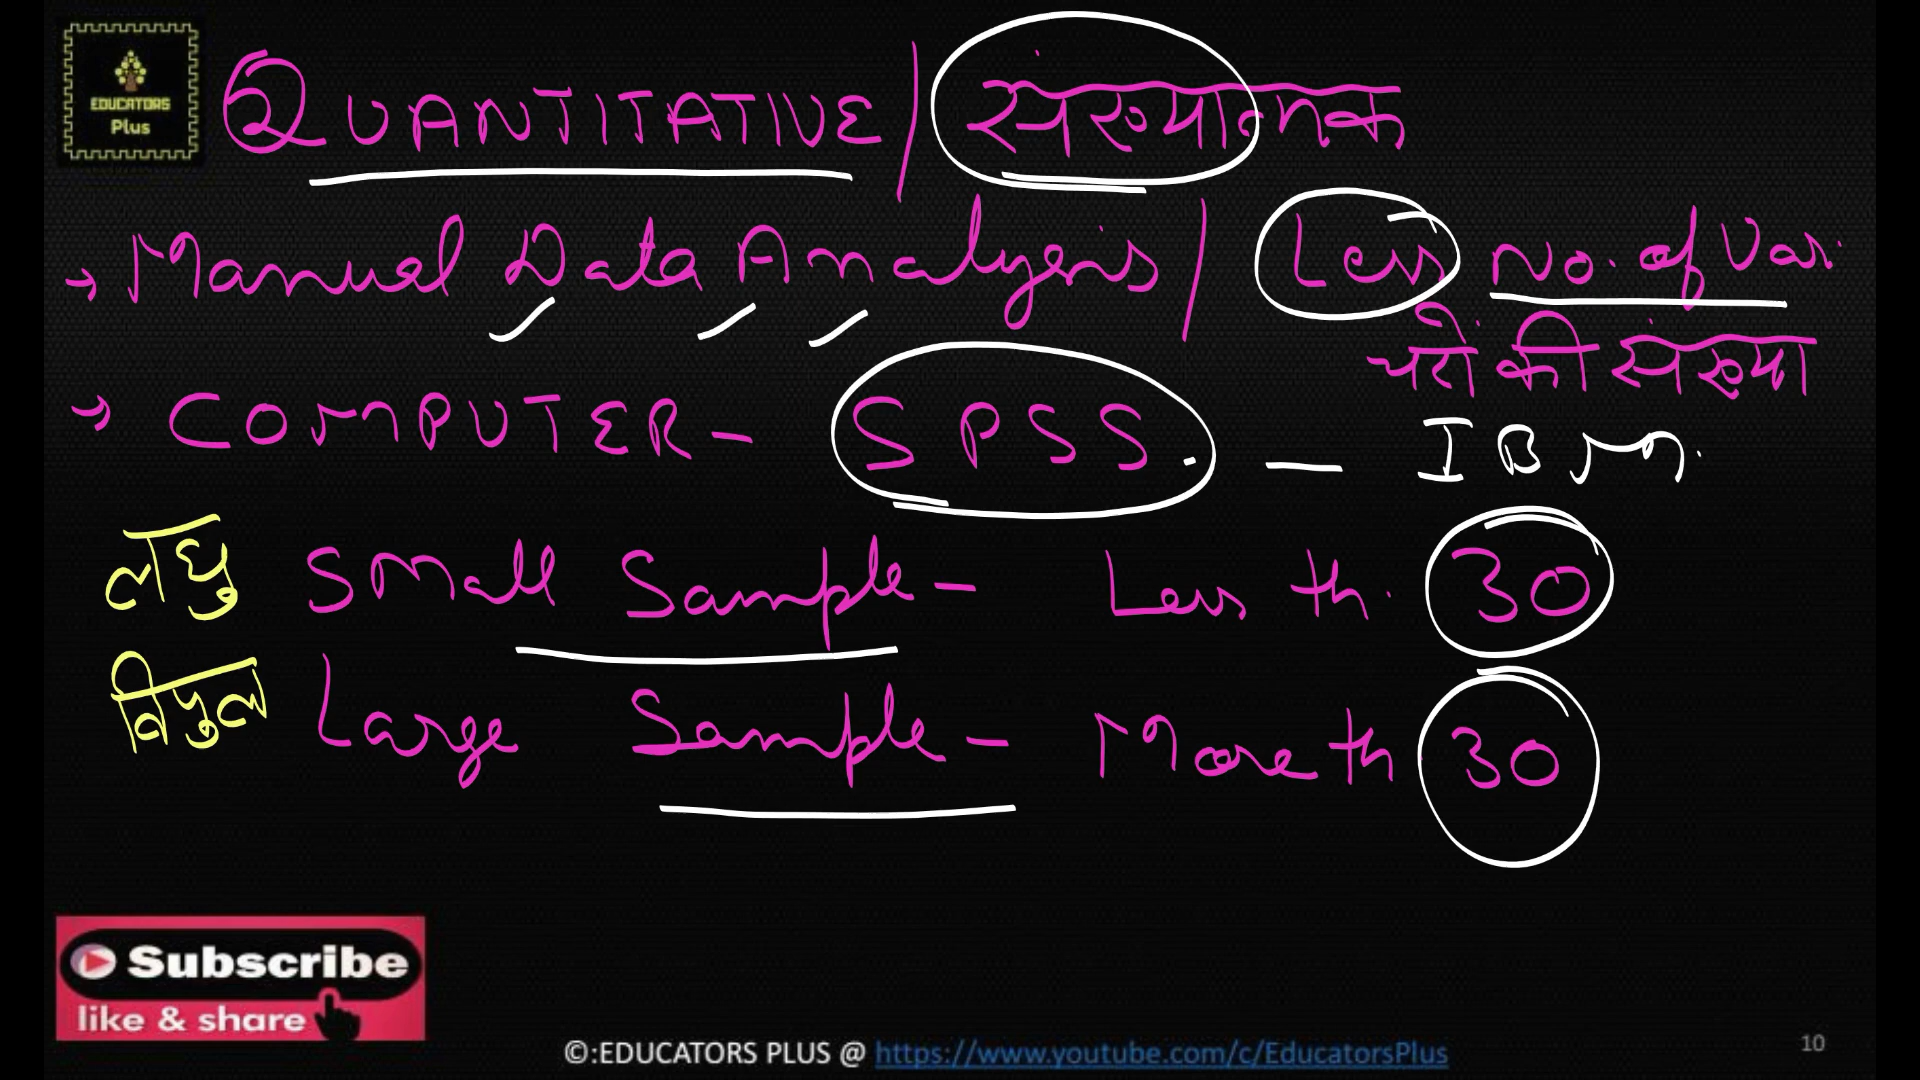 EDUCATORS
Plus
QUANTITATIVE / संख्यात्मक
→ Manual Data Analysis / Less No. of Var.
चरों की संख्या
→ COMPUTER - SPSS. — IBM.
लघु Small Sample - Less th. 30
विपुल Large Sample - More th 30
Subscribe
like & share
©:EDUCATORS PLUS @ https://www.youtube.com/c/EducatorsPlus
10